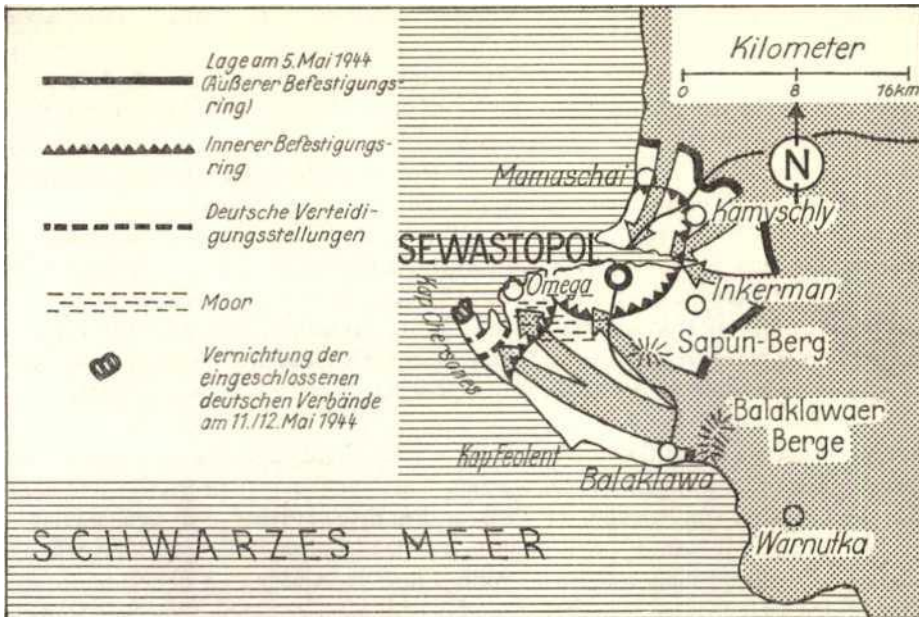 Lage am 5. Mai 1944
(Äußerer Befestigungs-
ring)
Innerer Befestigungs-
ring
Deutsche Verteidi-
gungsstellungen
Moor
Vernichtung der
eingeschlossenen
deutschen Verbände
am 11./12. Mai 1944
Kilometer
0 8 16 km
N
Mamaschai
Kamyschly
SEWASTOPOL
Omega
Inkerman
Kap Chersones
Sapun-Berg
Balaklawaer
Berge
Kap Feolent
Balaklawa
Warnutka
SCHWARZES MEER